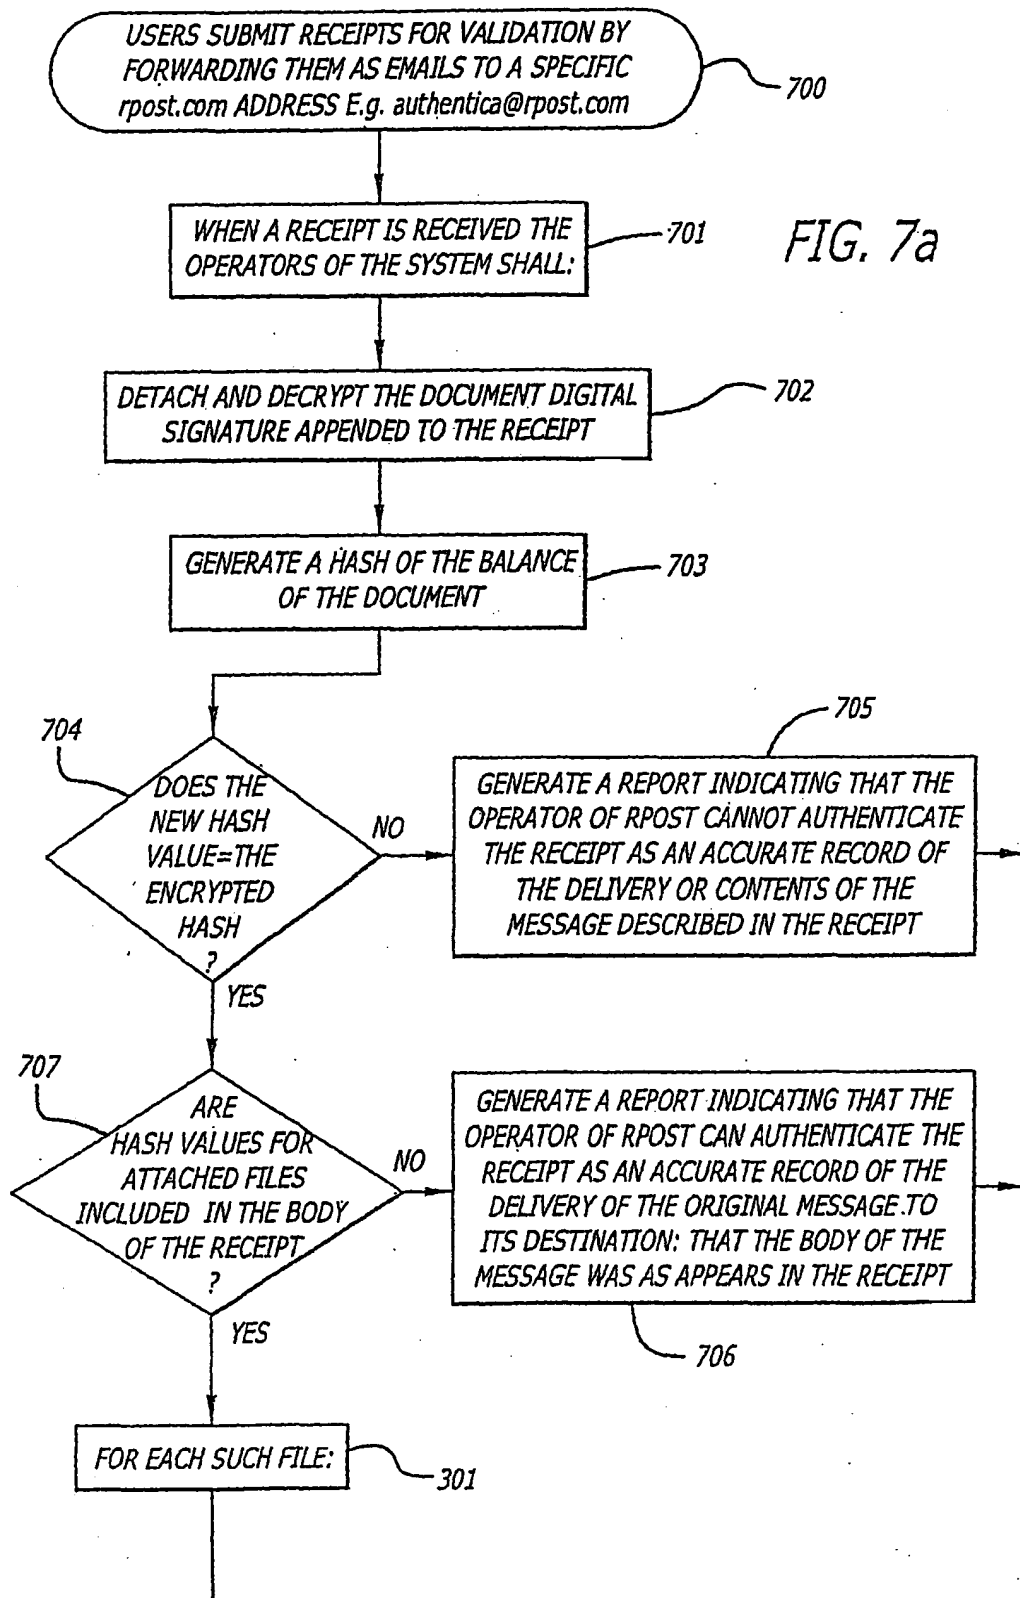 USERS SUBMIT RECEIPTS FOR VALIDATION BY
FORWARDING THEM AS EMAILS TO A SPECIFIC
rpost.com ADDRESS E.g. authentica@rpost.com
700
WHEN A RECEIPT IS RECEIVED THE
OPERATORS OF THE SYSTEM SHALL:
701
FIG. 7a
DETACH AND DECRYPT THE DOCUMENT DIGITAL
SIGNATURE APPENDED TO THE RECEIPT
702
GENERATE A HASH OF THE BALANCE
OF THE DOCUMENT
703
704
DOES THE
NEW HASH
VALUE=THE
ENCRYPTED
HASH
?
NO
YES
705
GENERATE A REPORT INDICATING THAT THE
OPERATOR OF RPOST CANNOT AUTHENTICATE
THE RECEIPT AS AN ACCURATE RECORD OF
THE DELIVERY OR CONTENTS OF THE
MESSAGE DESCRIBED IN THE RECEIPT
707
ARE
HASH VALUES FOR
ATTACHED FILES
INCLUDED IN THE BODY
OF THE RECEIPT
?
NO
YES
GENERATE A REPORT INDICATING THAT THE
OPERATOR OF RPOST CAN AUTHENTICATE THE
RECEIPT AS AN ACCURATE RECORD OF THE
DELIVERY OF THE ORIGINAL MESSAGE TO
ITS DESTINATION: THAT THE BODY OF THE
MESSAGE WAS AS APPEARS IN THE RECEIPT
706
FOR EACH SUCH FILE:
301